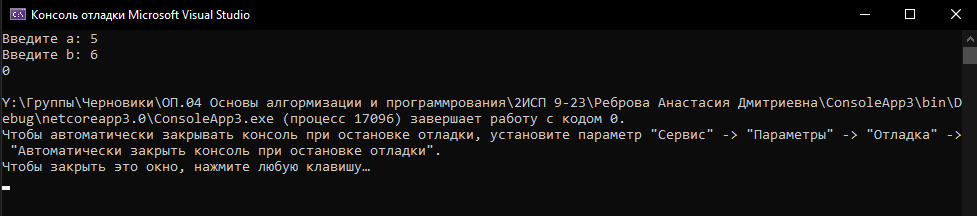 Консоль отладки Microsoft Visual Studio
Введите a: 5
Введите b: 6
0
Y:\Группы\Черновики\ОП.04 Основы алгормизации и программрования\2ИСП 9-23\Реброва Анастасия Дмитриевна\ConsoleApp3\bin\D
ebug\netcoreapp3.0\ConsoleApp3.exe (процесс 17096) завершает работу с кодом 0.
Чтобы автоматически закрывать консоль при остановке отладки, установите параметр "Сервис" -> "Параметры" -> "Отладка" ->
"Автоматически закрыть консоль при остановке отладки".
Чтобы закрыть это окно, нажмите любую клавишу…